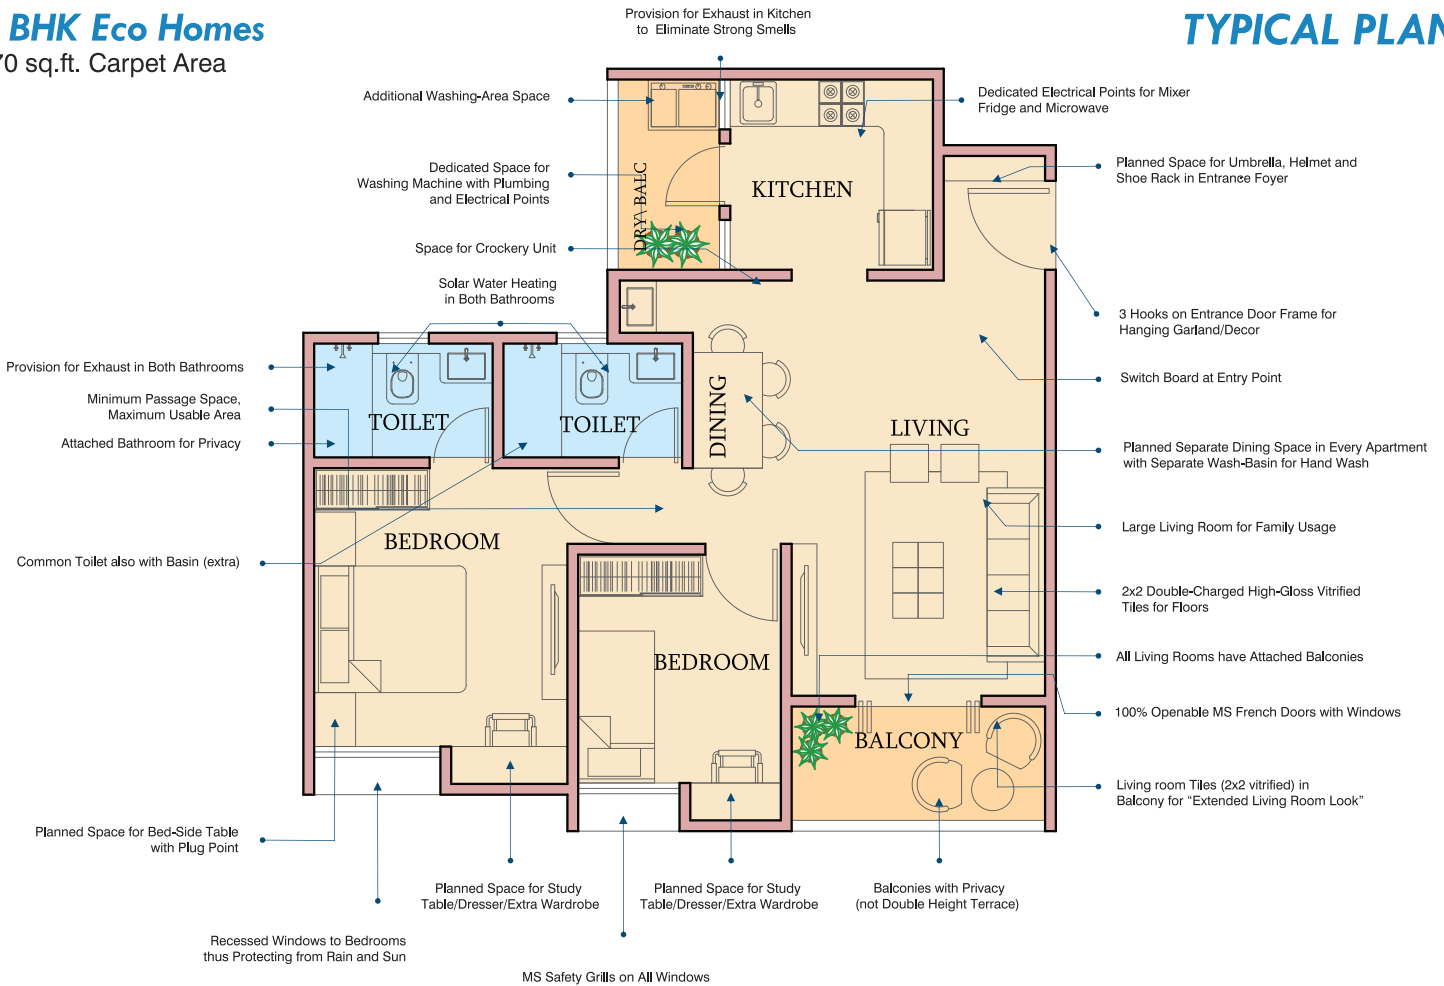 BHK Eco Homes
70 sq.ft. Carpet Area
TYPICAL PLAN
Provision for Exhaust in Kitchen
to Eliminate Strong Smells
Additional Washing-Area Space
Dedicated Electrical Points for Mixer
Fridge and Microwave
Dedicated Space for
Washing Machine with Plumbing
and Electrical Points
Planned Space for Umbrella, Helmet and
Shoe Rack in Entrance Foyer
DRY\ BALC
KITCHEN
Space for Crockery Unit
Solar Water Heating
in Both Bathrooms
3 Hooks on Entrance Door Frame for
Hanging Garland/Decor
Provision for Exhaust in Both Bathrooms
Switch Board at Entry Point
Minimum Passage Space,
Maximum Usable Area
TOILET
TOILET
DINING
LIVING
Attached Bathroom for Privacy
Planned Separate Dining Space in Every Apartment
with Separate Wash-Basin for Hand Wash
Large Living Room for Family Usage
BEDROOM
Common Toilet also with Basin (extra)
2x2 Double-Charged High-Gloss Vitrified
Tiles for Floors
BEDROOM
All Living Rooms have Attached Balconies
100% Openable MS French Doors with Windows
BALCONY
Living room Tiles (2x2 vitrified) in
Balcony for “Extended Living Room Look”
Planned Space for Bed-Side Table
with Plug Point
Planned Space for Study
Table/Dresser/Extra Wardrobe
Planned Space for Study
Table/Dresser/Extra Wardrobe
Balconies with Privacy
(not Double Height Terrace)
Recessed Windows to Bedrooms
thus Protecting from Rain and Sun
MS Safety Grills on All Windows